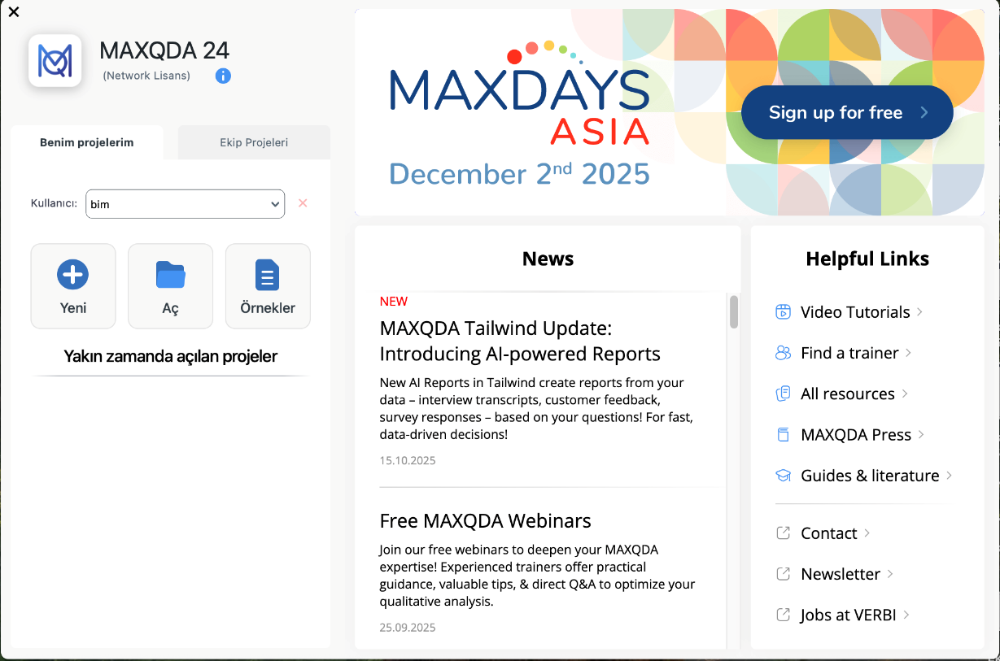 MAXQDA 24
(Network Lisans)
Benim projelerim
Ekip Projeleri
Kullanıcı:
bim
Yeni
Aç
Örnekler
Yakın zamanda açılan projeler
MAXDAYS
ASIA
December 2nd 2025
Sign up for free
News
NEW
MAXQDA Tailwind Update:
Introducing AI-powered Reports
New AI Reports in Tailwind create reports from your
data – interview transcripts, customer feedback,
survey responses – based on your questions! For fast,
data-driven decisions!
15.10.2025
Free MAXQDA Webinars
Join our free webinars to deepen your MAXQDA
expertise! Experienced trainers offer practical
guidance, valuable tips, & direct Q&A to optimize your
qualitative analysis.
25.09.2025
Helpful Links
Video Tutorials
Find a trainer
All resources
MAXQDA Press
Guides & literature
Contact
Newsletter
Jobs at VERBI